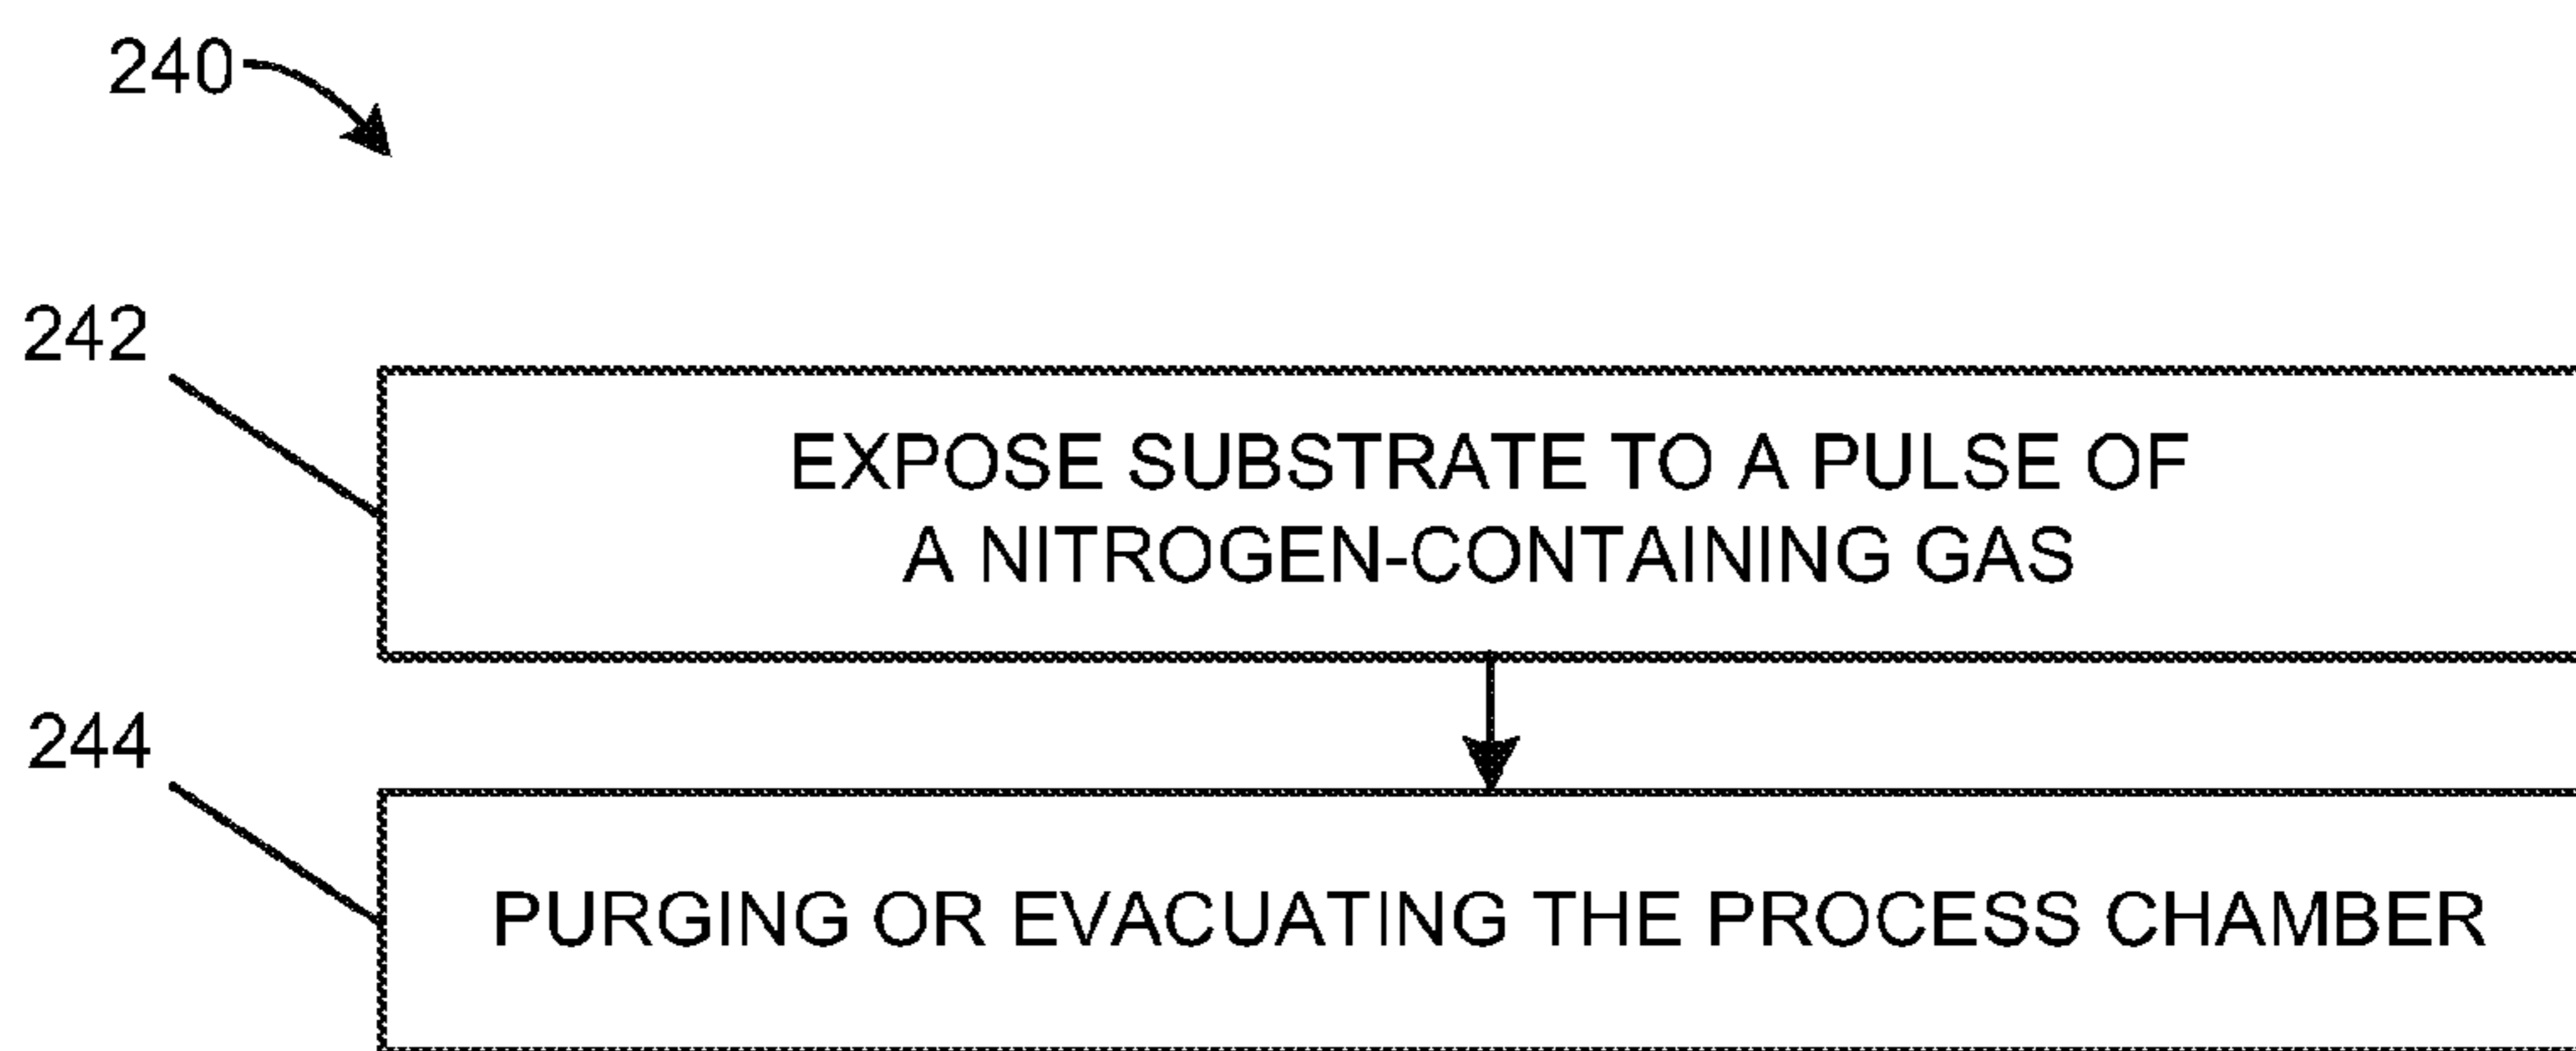 240
242
EXPOSE SUBSTRATE TO A PULSE OF
A NITROGEN-CONTAINING GAS
244
PURGING OR EVACUATING THE PROCESS CHAMBER